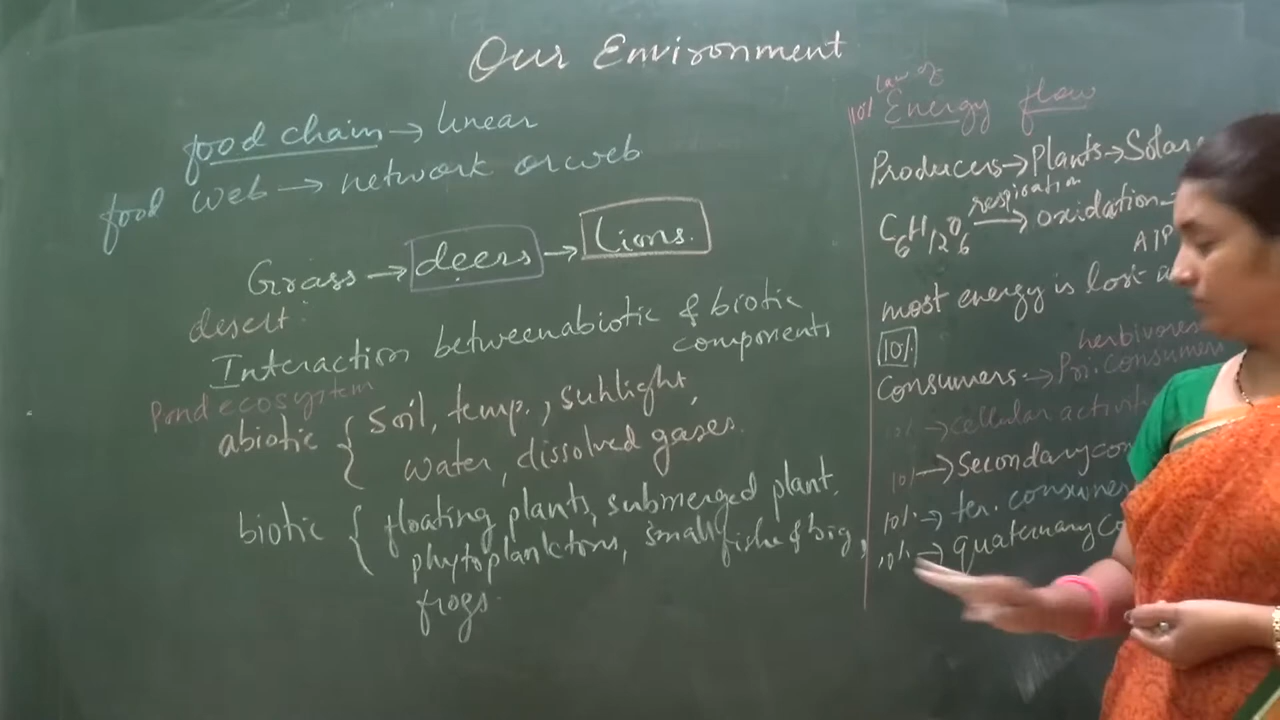 Our Environment
food chain → linear
food web → network or web
Grass → deers → Lions.
desert:
Interaction between abiotic & biotic
components
Pond ecosystem
abiotic { Soil, temp., sunlight,
water, dissolved gases.
biotic { floating plants, submerged plant,
phytoplanktons, small fishe & big,
frogs.
law of
10% Energy flow
Producers → Plants → Solar
respiration
C6H12O6 → oxidation →
ATP
most energy is lost
10%
herbivores
Consumers → Pri. Consumers
10% → cellular activit
10% → Secondary con
10% → ter. consumer
10% → quaternary co